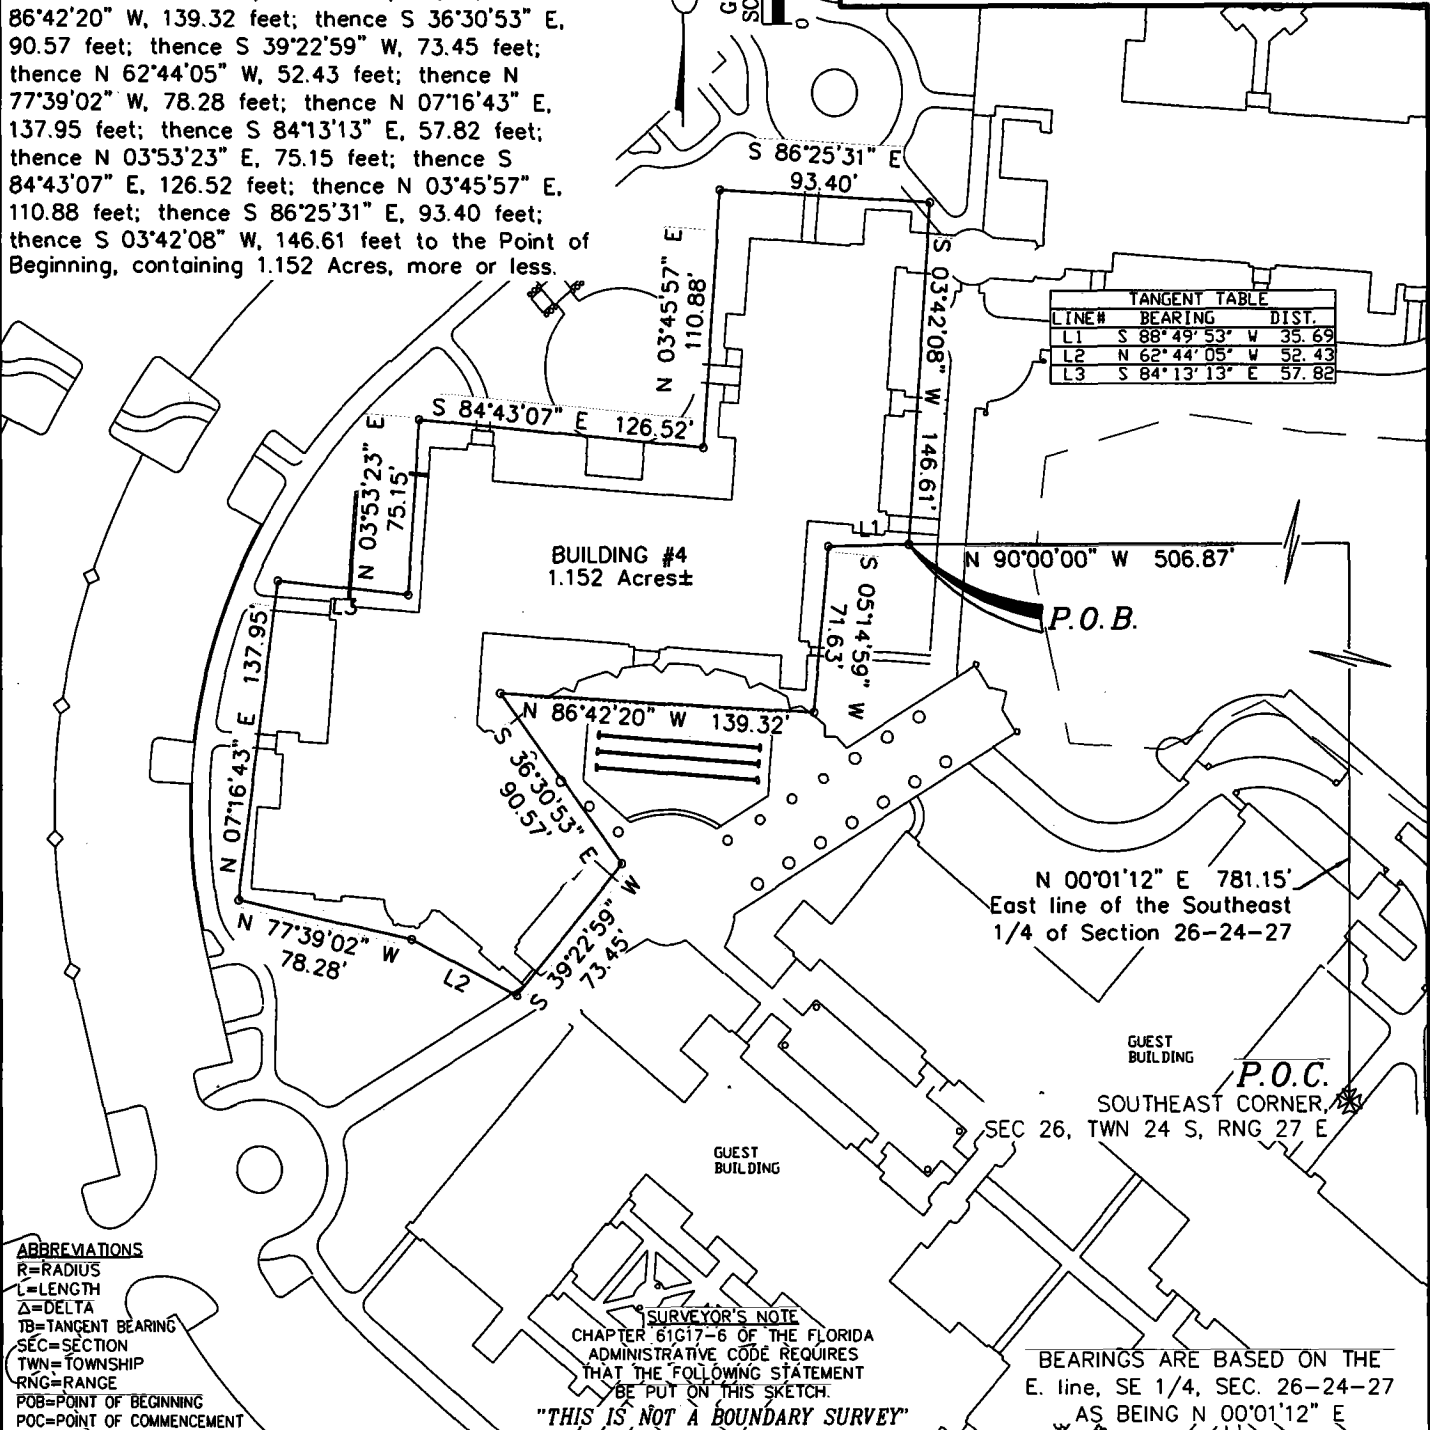 86°42'20" W, 139.32 feet; thence S 36°30'53" E,
90.57 feet; thence S 39°22'59" W, 73.45 feet;
thence N 62°44'05" W, 52.43 feet; thence N
77°39'02" W, 78.28 feet; thence N 07°16'43" E,
137.95 feet; thence S 84°13'13" E, 57.82 feet;
thence N 03°53'23" E, 75.15 feet; thence S
84°43'07" E, 126.52 feet; thence N 03°45'57" E,
110.88 feet; thence S 86°25'31" E, 93.40 feet;
thence S 03°42'08" W, 146.61 feet to the Point of
Beginning, containing 1.152 Acres, more or less.
0
S 86°25'31" E
93.40'
N 03°45'57" E
110.88'
S 03°42'08" W 146.61'
TANGENT TABLE
LINE# BEARING DIST.
L1 S 88°49'53" W 35.69
L2 N 62°44'05" W 52.43
L3 S 84°13'13" E 57.82
S 84°43'07" E 126.52'
N 03°53'23" E
75.15'
BUILDING #4
1.152 Acres±
L1
N 90°00'00" W 506.87'
P.O.B.
S 05°14'59" W
71.63'
L3
N 07°16'43" E 137.95'
N 86°42'20" W 139.32'
S 36°30'53" E
90.57'
N 00°01'12" E 781.15'
East line of the Southeast
1/4 of Section 26-24-27
N 77°39'02" W
78.28'
L2
S 39°22'59" W
73.45'
GUEST
BUILDING
P.O.C.
SOUTHEAST CORNER,
SEC 26, TWN 24 S, RNG 27 E
GUEST
BUILDING
ABBREVIATIONS
R=RADIUS
L=LENGTH
Δ=DELTA
TB=TANGENT BEARING
SEC=SECTION
TWN=TOWNSHIP
RNG=RANGE
POB=POINT OF BEGINNING
POC=POINT OF COMMENCEMENT
SURVEYOR'S NOTE
CHAPTER 61G17-6 OF THE FLORIDA
ADMINISTRATIVE CODE REQUIRES
THAT THE FOLLOWING STATEMENT
BE PUT ON THIS SKETCH.
"THIS IS NOT A BOUNDARY SURVEY"
BEARINGS ARE BASED ON THE
E. line, SE 1/4, SEC. 26-24-27
AS BEING N 00°01'12" E